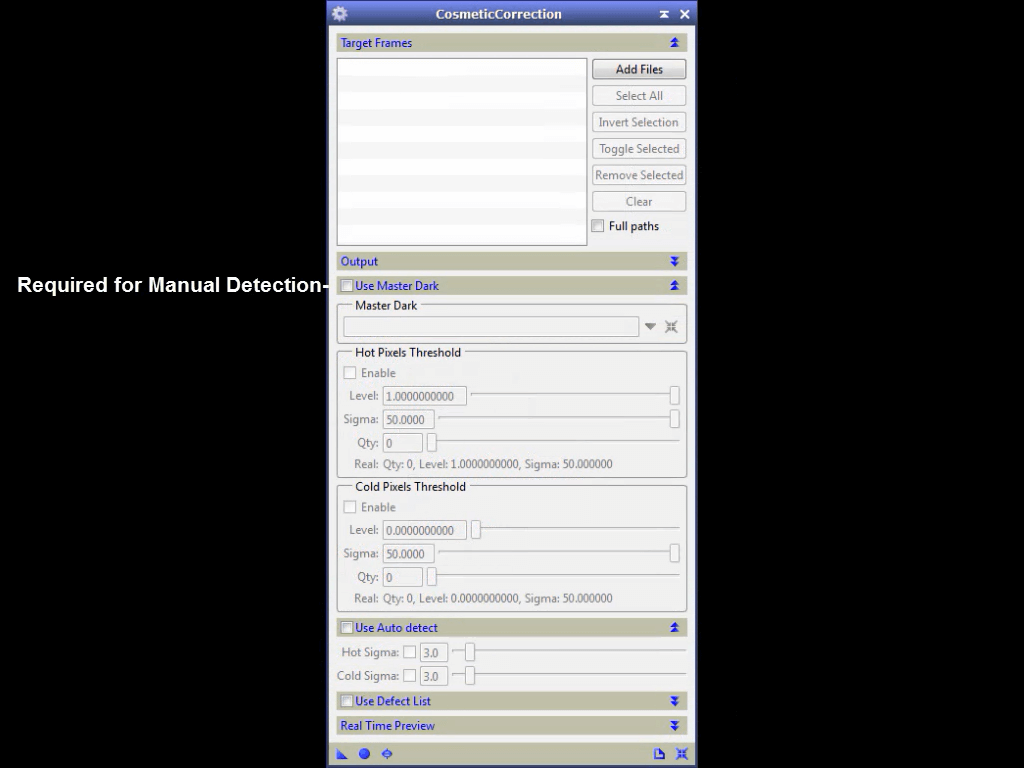 CosmeticCorrection
Target Frames
Add Files
Select All
Invert Selection
Toggle Selected
Remove Selected
Clear
Full paths
Output
Required for Manual Detection-
Use Master Dark
Master Dark
Hot Pixels Threshold
Enable
Level: 1.0000000000
Sigma: 50.0000
Qty: 0
Real: Qty: 0, Level: 1.0000000000, Sigma: 50.000000
Cold Pixels Threshold
Enable
Level: 0.0000000000
Sigma: 50.0000
Qty: 0
Real: Qty: 0, Level: 0.0000000000, Sigma: 50.000000
Use Auto detect
Hot Sigma: 3.0
Cold Sigma: 3.0
Use Defect List
Real Time Preview